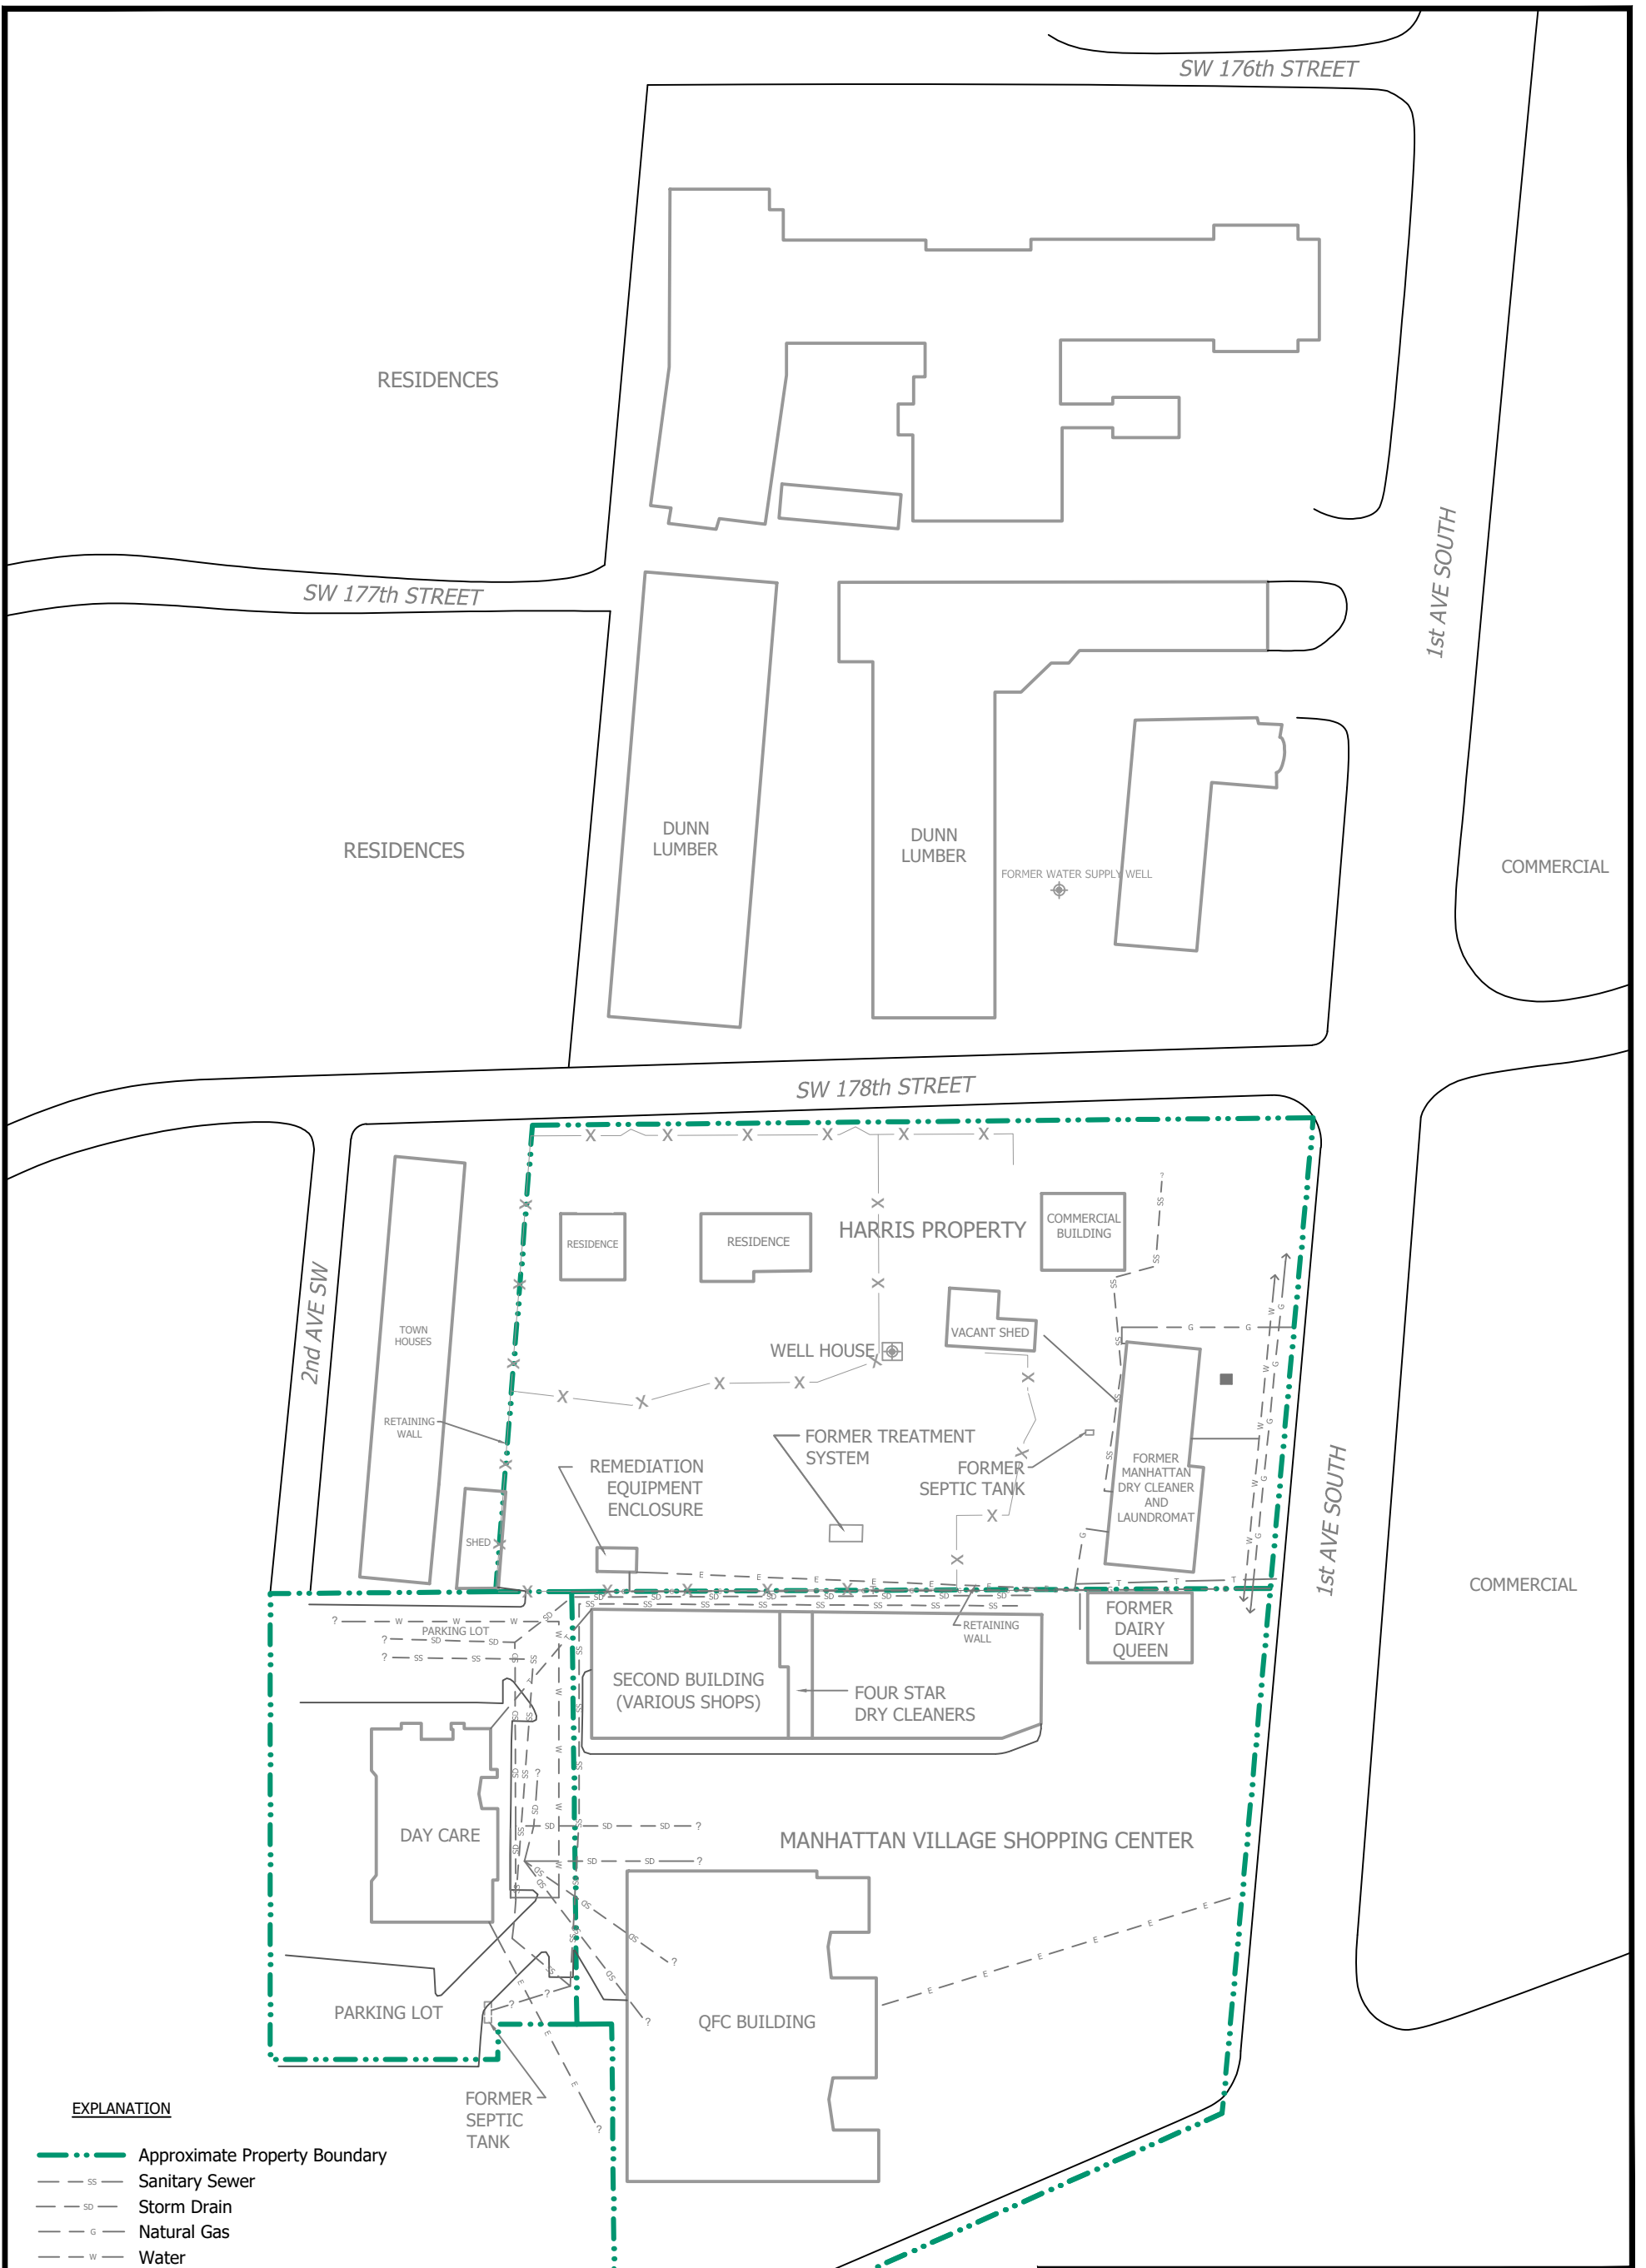 SW 176th STREET
RESIDENCES
1st AVE SOUTH
SW 177th STREET
DUNN
LUMBER
DUNN
LUMBER
RESIDENCES
FORMER WATER SUPPLY WELL
COMMERCIAL
SW 178th STREET
HARRIS PROPERTY
COMMERCIAL
BUILDING
RESIDENCE
RESIDENCE
2nd AVE SW
TOWN
HOUSES
VACANT SHED
WELL HOUSE
RETAINING
WALL
FORMER TREATMENT
SYSTEM
REMEDIATION
EQUIPMENT
ENCLOSURE
FORMER
SEPTIC TANK
FORMER
MANHATTAN
DRY CLEANER
AND
LAUNDROMAT
SHED
1st AVE SOUTH
COMMERCIAL
PARKING LOT
RETAINING
WALL
FORMER
DAIRY
QUEEN
SECOND BUILDING
(VARIOUS SHOPS)
FOUR STAR
DRY CLEANERS
DAY CARE
MANHATTAN VILLAGE SHOPPING CENTER
PARKING LOT
QFC BUILDING
FORMER
SEPTIC
TANK
EXPLANATION
Approximate Property Boundary
SS Sanitary Sewer
SD Storm Drain
G Natural Gas
W Water